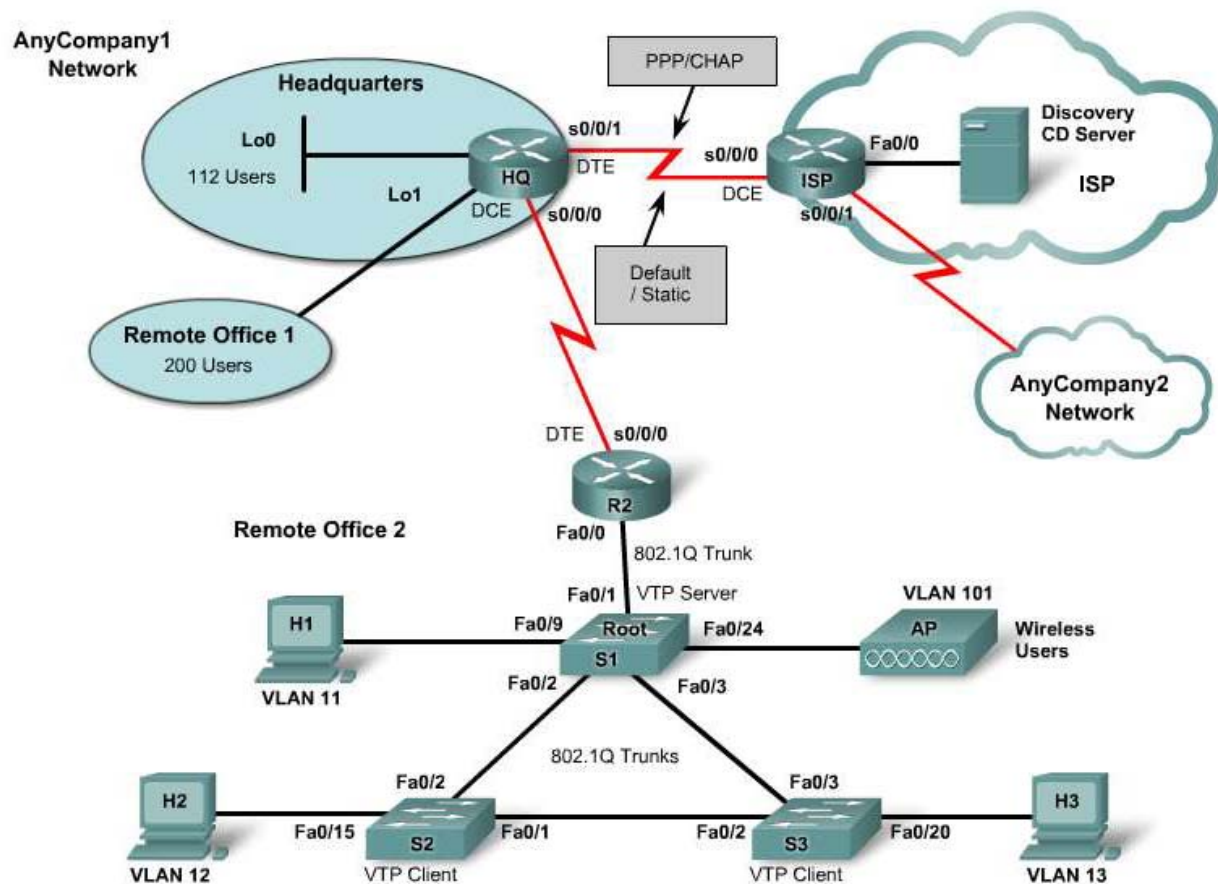 AnyCompany1
Network
Headquarters
Lo0
112 Users
Lo1
HQ
DCE
s0/0/0
s0/0/1
DTE
PPP/CHAP
Default
/ Static
s0/0/0
DCE
ISP
Fa0/0
s0/0/1
Discovery
CD Server
ISP
Remote Office 1
200 Users
AnyCompany2
Network
DTE
s0/0/0
R2
Fa0/0
Remote Office 2
802.1Q Trunk
Fa0/1
VTP Server
VLAN 101
H1
Fa0/9
Root
S1
Fa0/24
AP
Wireless
Users
VLAN 11
Fa0/2
Fa0/3
802.1Q Trunks
H2
Fa0/2
Fa0/3
H3
Fa0/15
S2
Fa0/1
Fa0/2
S3
Fa0/20
VLAN 12
VTP Client
VTP Client
VLAN 13